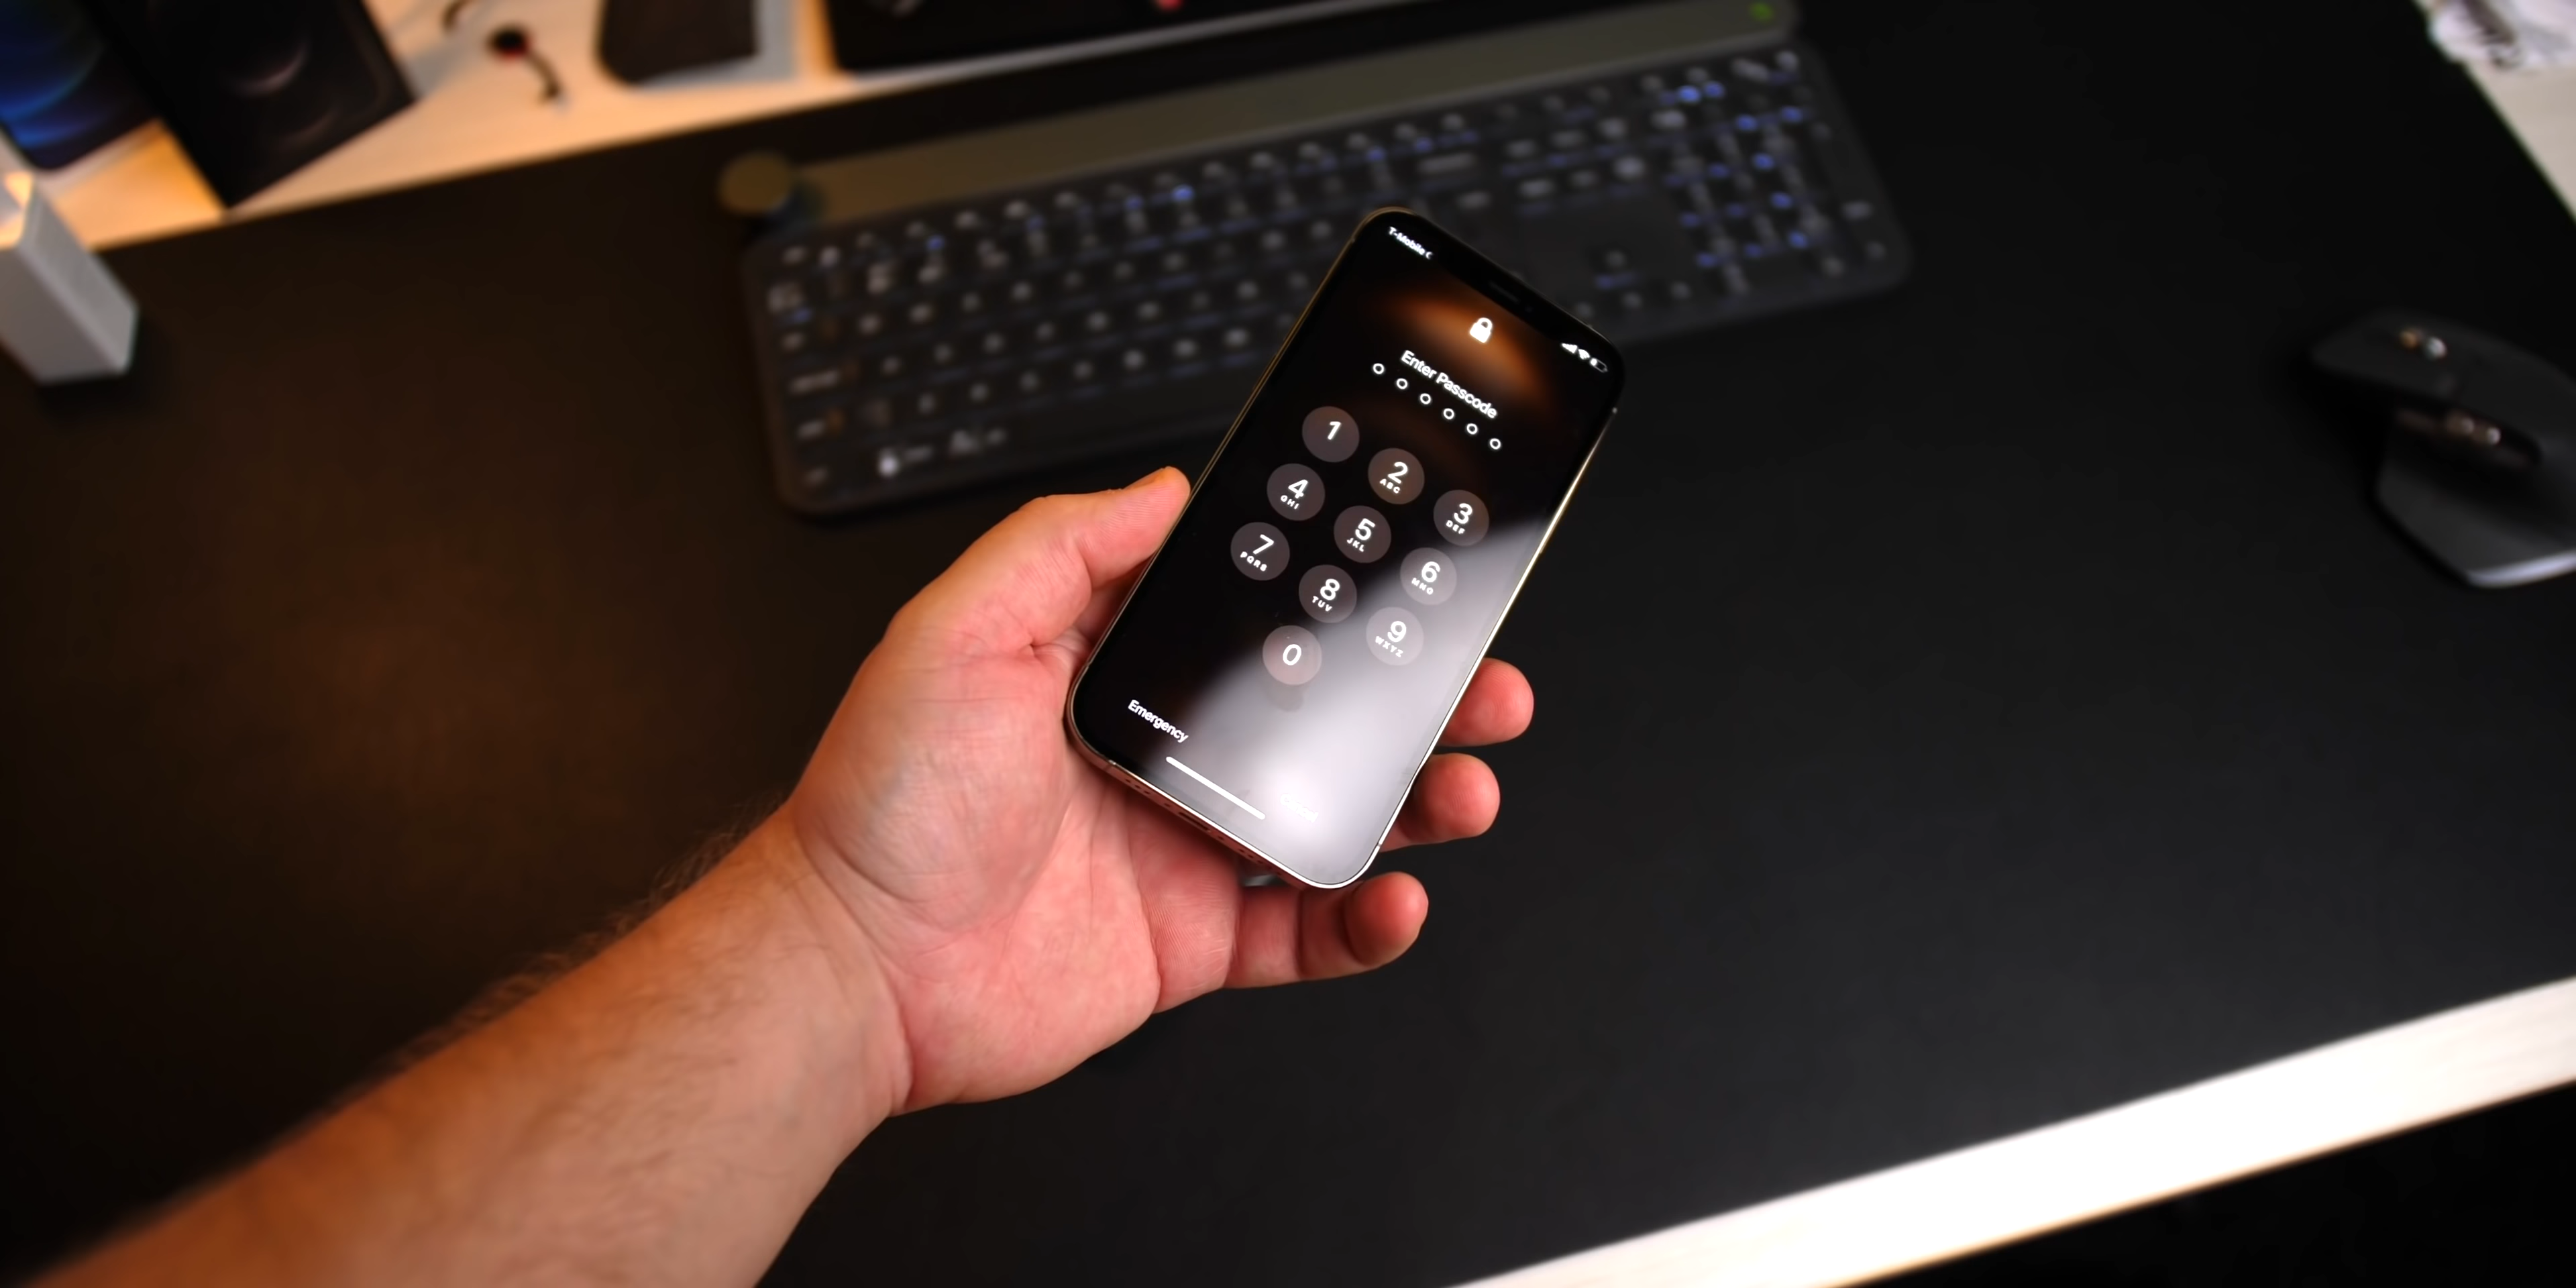 T-Mobile
Enter Passcode
1
2
ABC
3
DEF
4
GHI
5
JKL
6
MNO
7
PQRS
8
TUV
9
WXYZ
0
Emergency